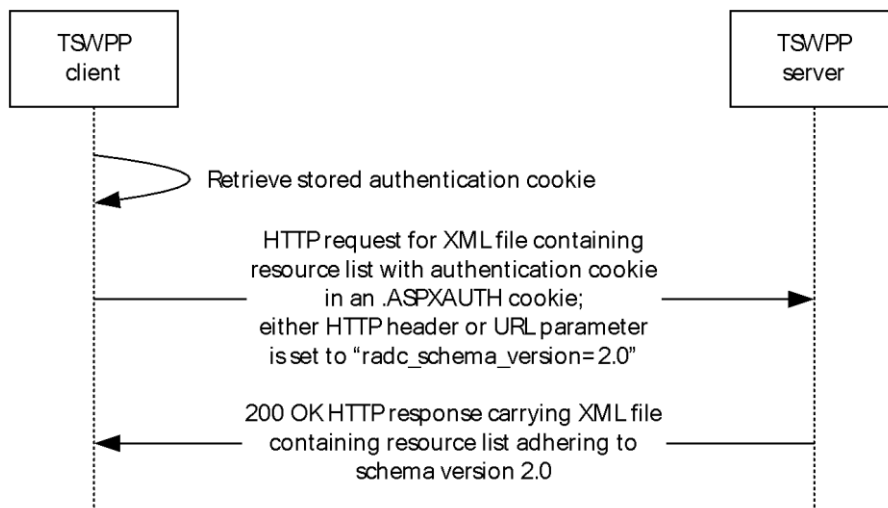 TSWPP
client
TSWPP
server
Retrieve stored authentication cookie
HTTP request for XML file containing
resource list with authentication cookie
in an .ASPXAUTH cookie;
either HTTP header or URL parameter
is set to “radc_schema_version=2.0”
200 OK HTTP response carrying XML file
containing resource list adhering to
schema version 2.0